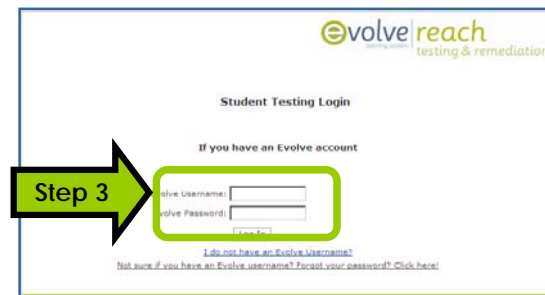 evolve reach
testing & remediation
Student Testing Login
If you have an Evolve account
Step 3
volve Username:
volve Password:
Log In
I do not have an Evolve Username?
Not sure if you have an Evolve username? Forgot your password? Click here!